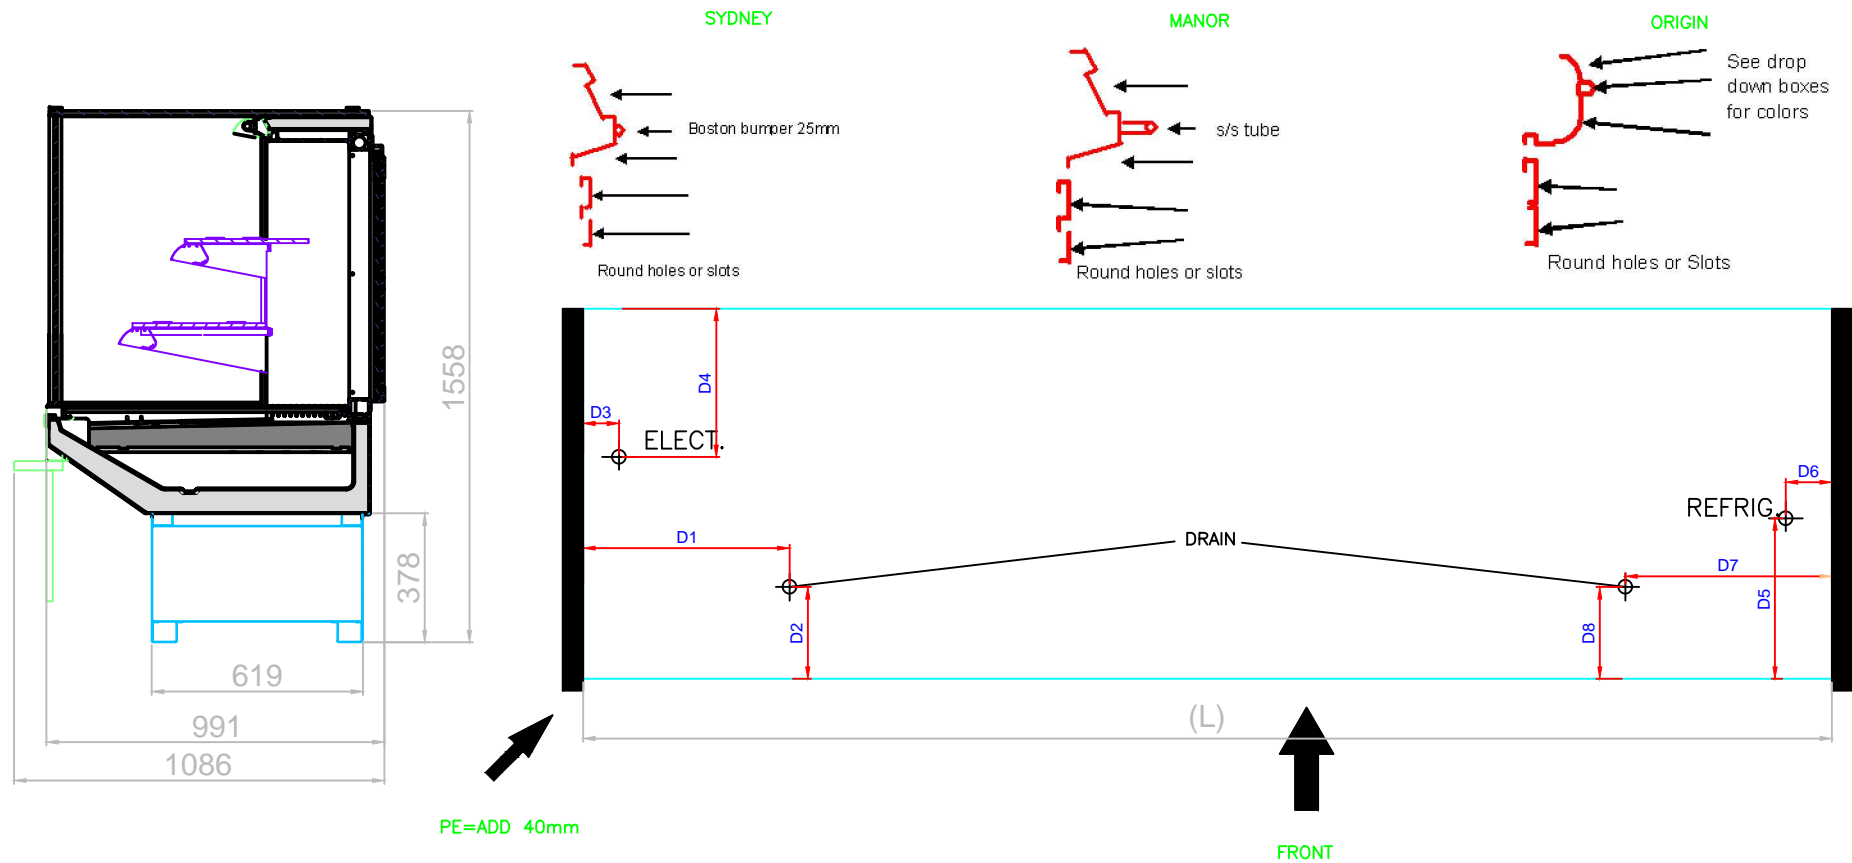 SYDNEY
MANOR
ORIGIN
See drop
down boxes
for colors
Boston bumper 25mm
s/s tube
Round holes or slots
Round holes or slots
Round holes or Slots
1558
D4
D3
ELECT.
D6
REFRIG.
D1
DRAIN
D7
378
D2
D8
D5
619
991
(L)
1086
PE=ADD 40mm
FRONT